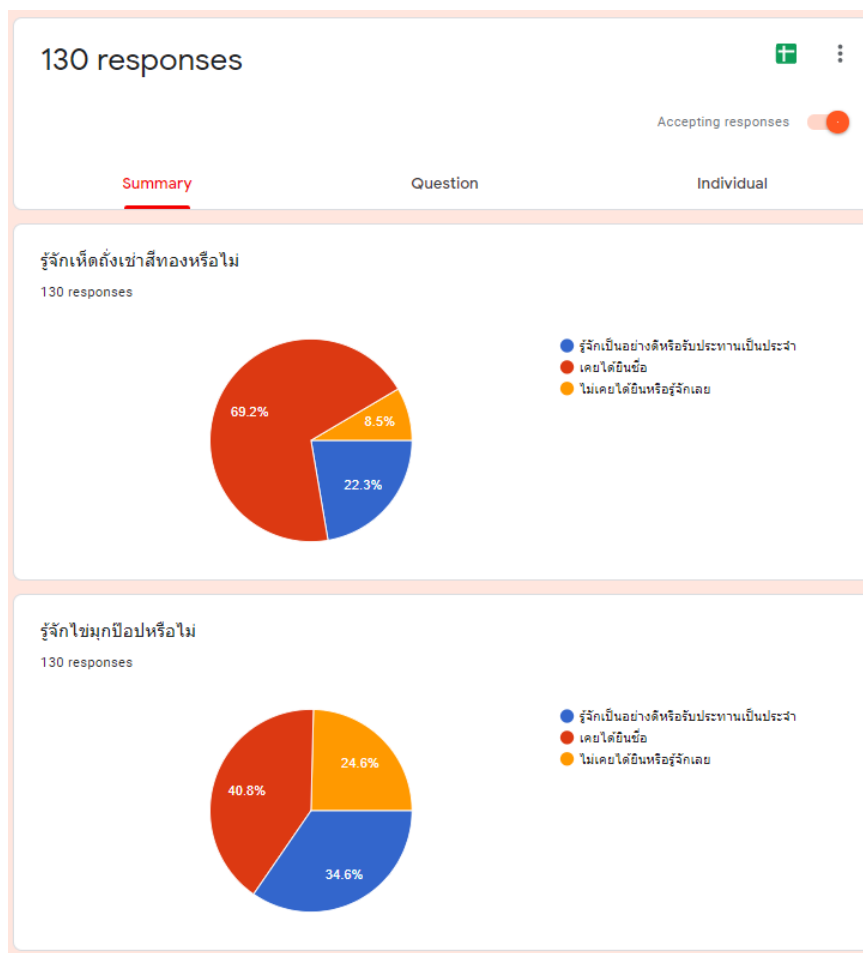 130 responses
Accepting responses
Summary
Question
Individual
รู้จักเห็ดถั่งเช่าสีทองหรือไม่
130 responses
69.2%
8.5%
22.3%
รู้จักเป็นอย่างดีหรือรับประทานเป็นประจำ
เคยได้ยินชื่อ
ไม่เคยได้ยินหรือรู้จักเลย
รู้จักไข่มุกป๊อปหรือไม่
130 responses
40.8%
24.6%
34.6%
รู้จักเป็นอย่างดีหรือรับประทานเป็นประจำ
เคยได้ยินชื่อ
ไม่เคยได้ยินหรือรู้จักเลย